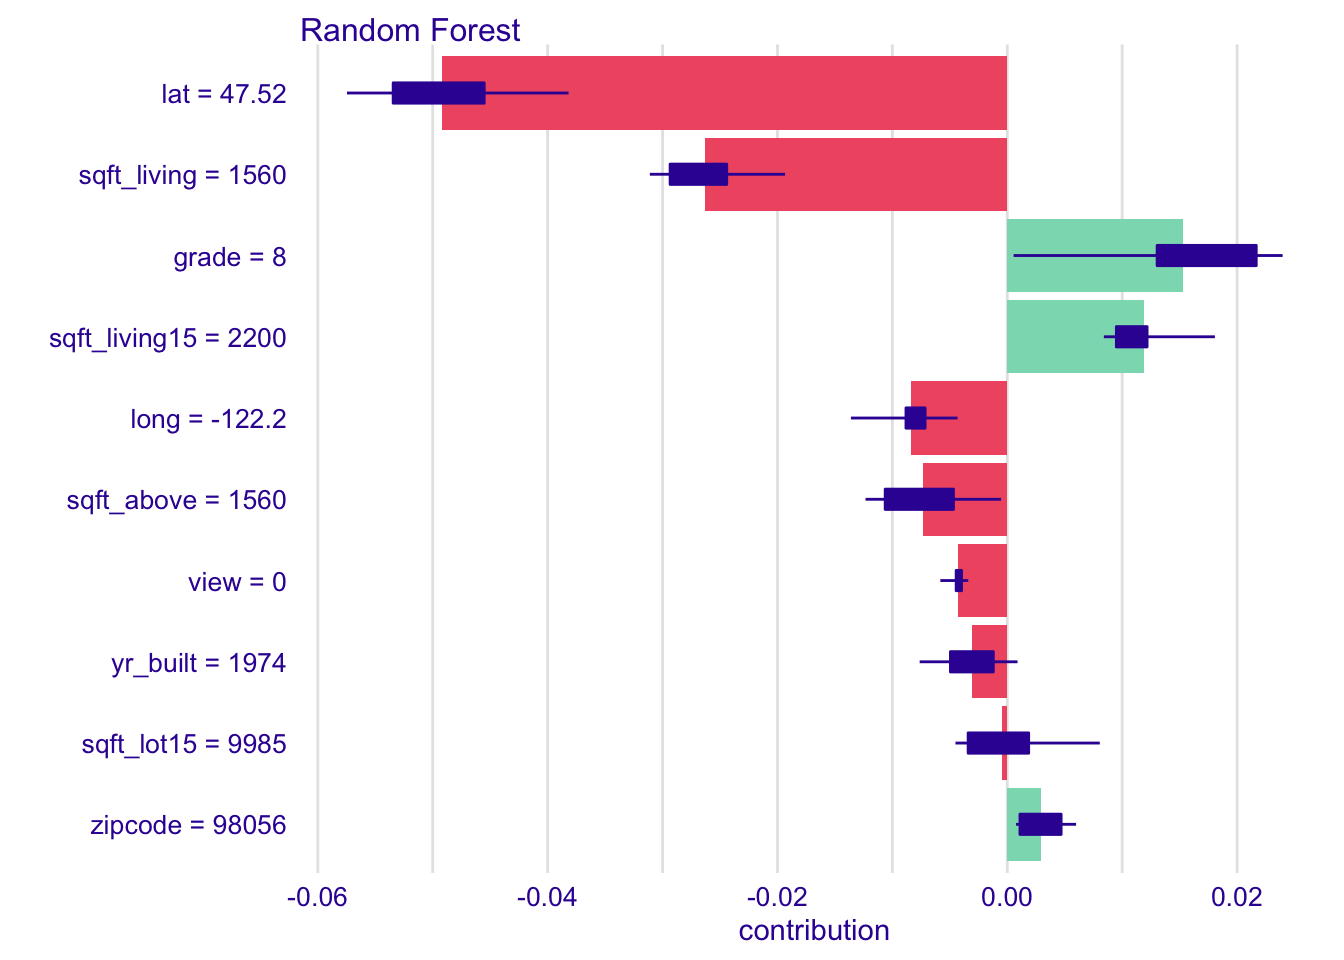 Random Forest
lat = 47.52
sqft_living = 1560
grade = 8
sqft_living15 = 2200
long = -122.2
sqft_above = 1560
view = 0
yr_built = 1974
sqft_lot15 = 9985
zipcode = 98056
-0.06 -0.04 -0.02 0.00 0.02
contribution